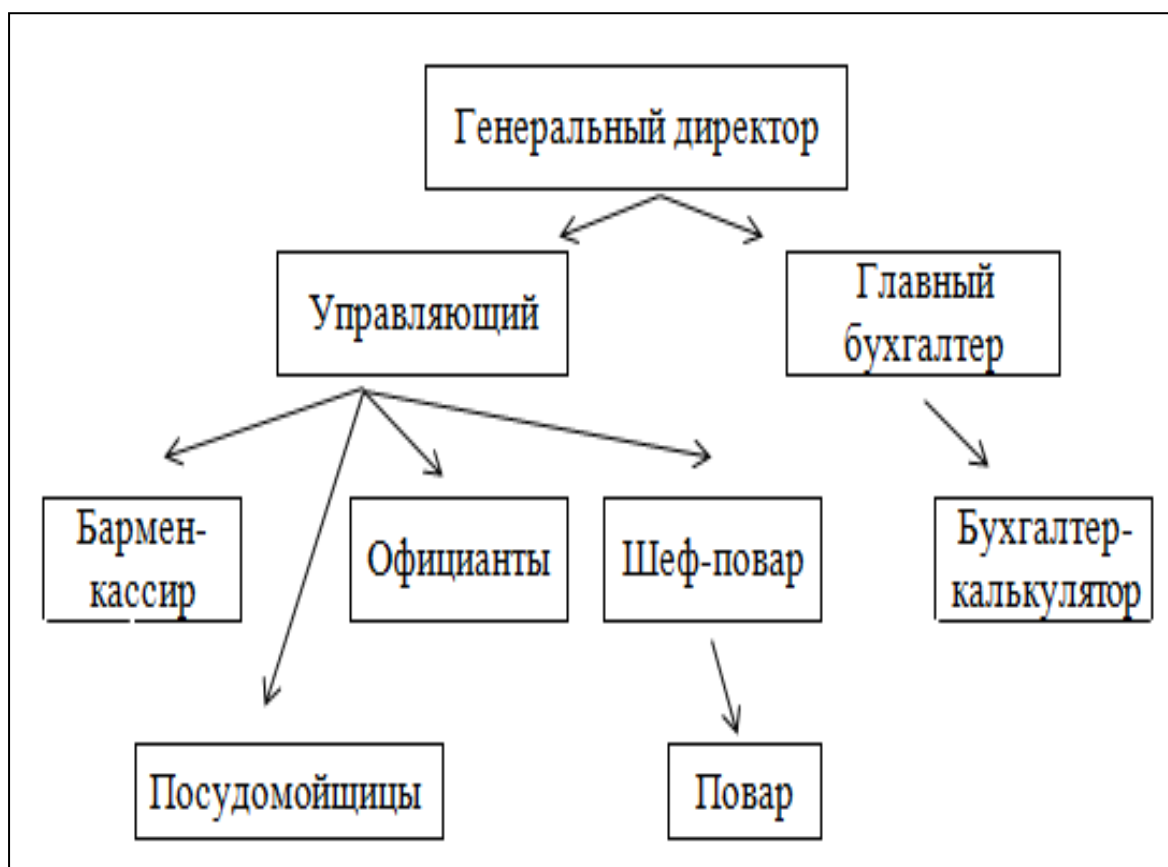 Генеральный директор
Управляющий
Главный
бухгалтер
Бармен-
кассир
Официанты
Шеф-повар
Бухгалтер-
калькулятор
Посудомойщицы
Повар